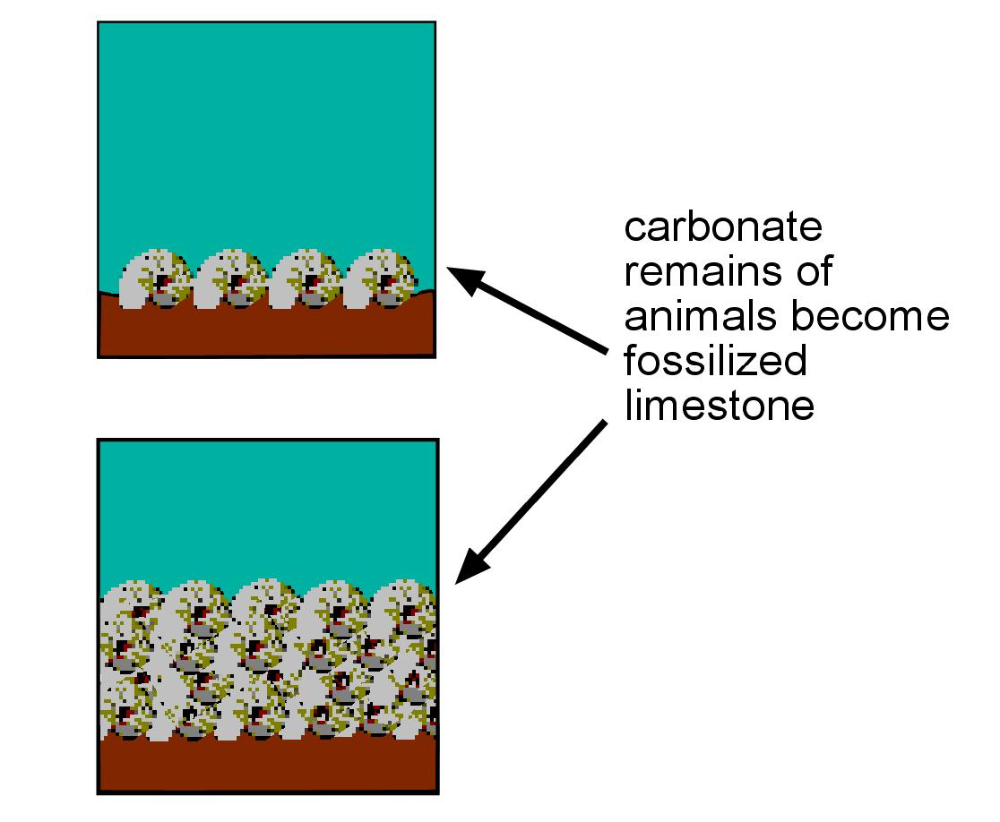 carbonate
remains of
animals become
fossilized
limestone